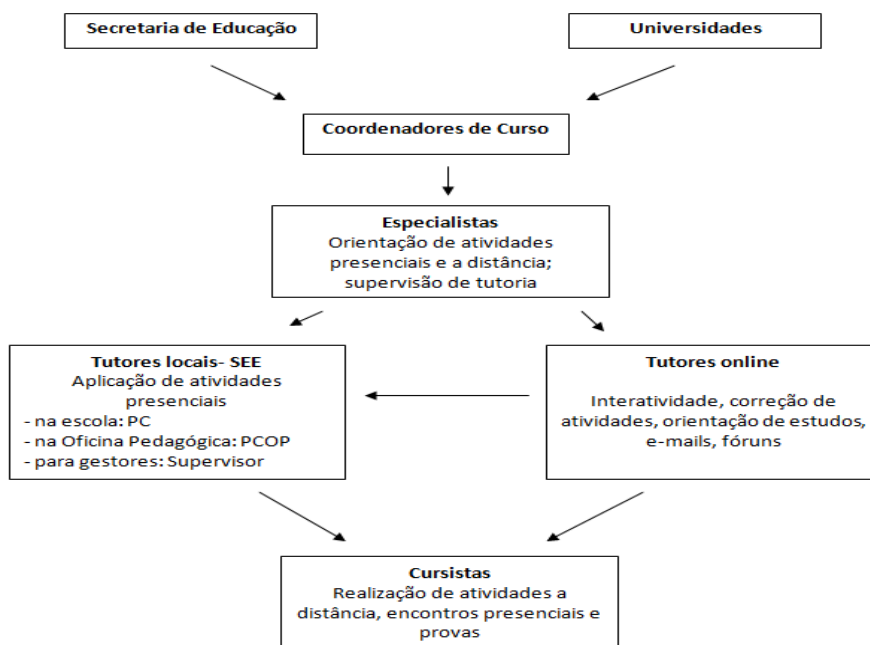 Secretaria de Educação
Universidades
Coordenadores de Curso
Especialistas
Orientação de atividades
presenciais e a distância;
supervisão de tutoria
Tutores locais- SEE
Aplicação de atividades
presenciais
- na escola: PC
- na Oficina Pedagógica: PCOP
- para gestores: Supervisor
Tutores online
Interatividade, correção de
atividades, orientação de estudos,
e-mails, fóruns
Cursistas
Realização de atividades a
distância, encontros presenciais e
provas